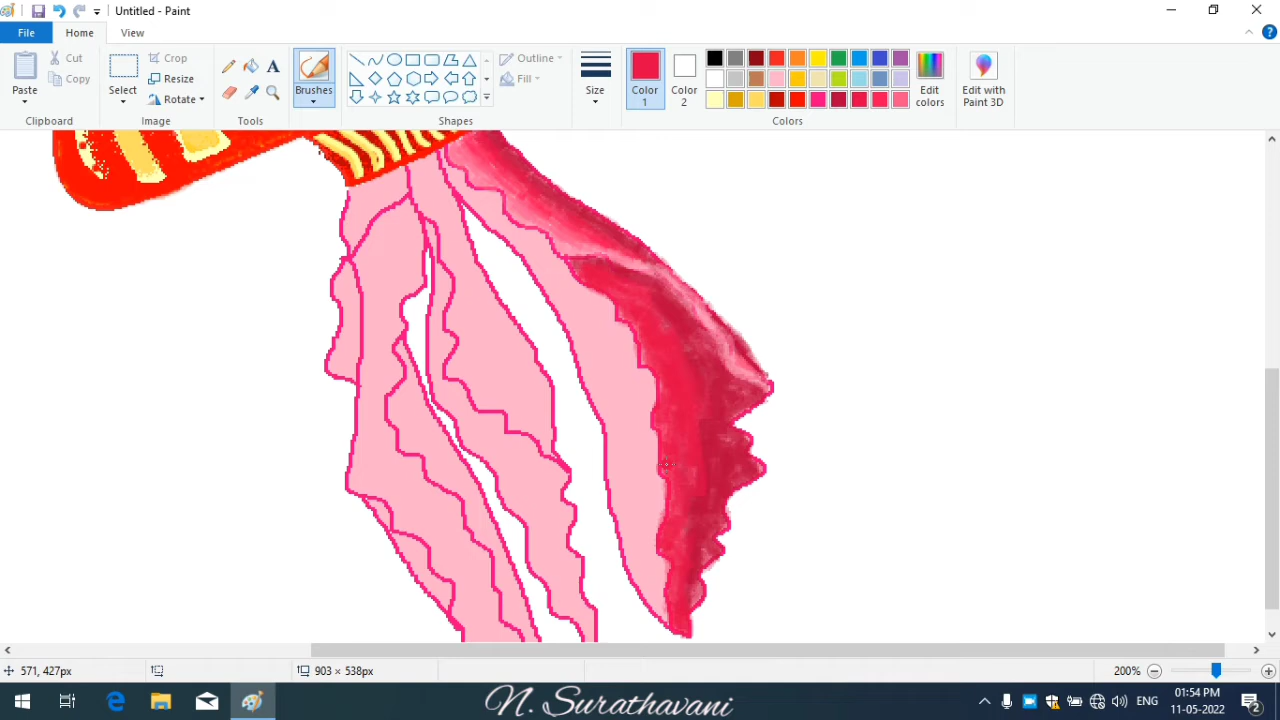 Untitled - Paint
File
Home
View
Paste
Cut
Copy
Clipboard
Select
Crop
Resize
Rotate
Image
A
Tools
Brushes
Outline
Fill
Shapes
Size
Color 1
Color 2
Edit colors
Colors
Edit with Paint 3D
571, 427px
903 × 538px
200%
N. Surathavani
ENG
01:54 PM
11-05-2022
2